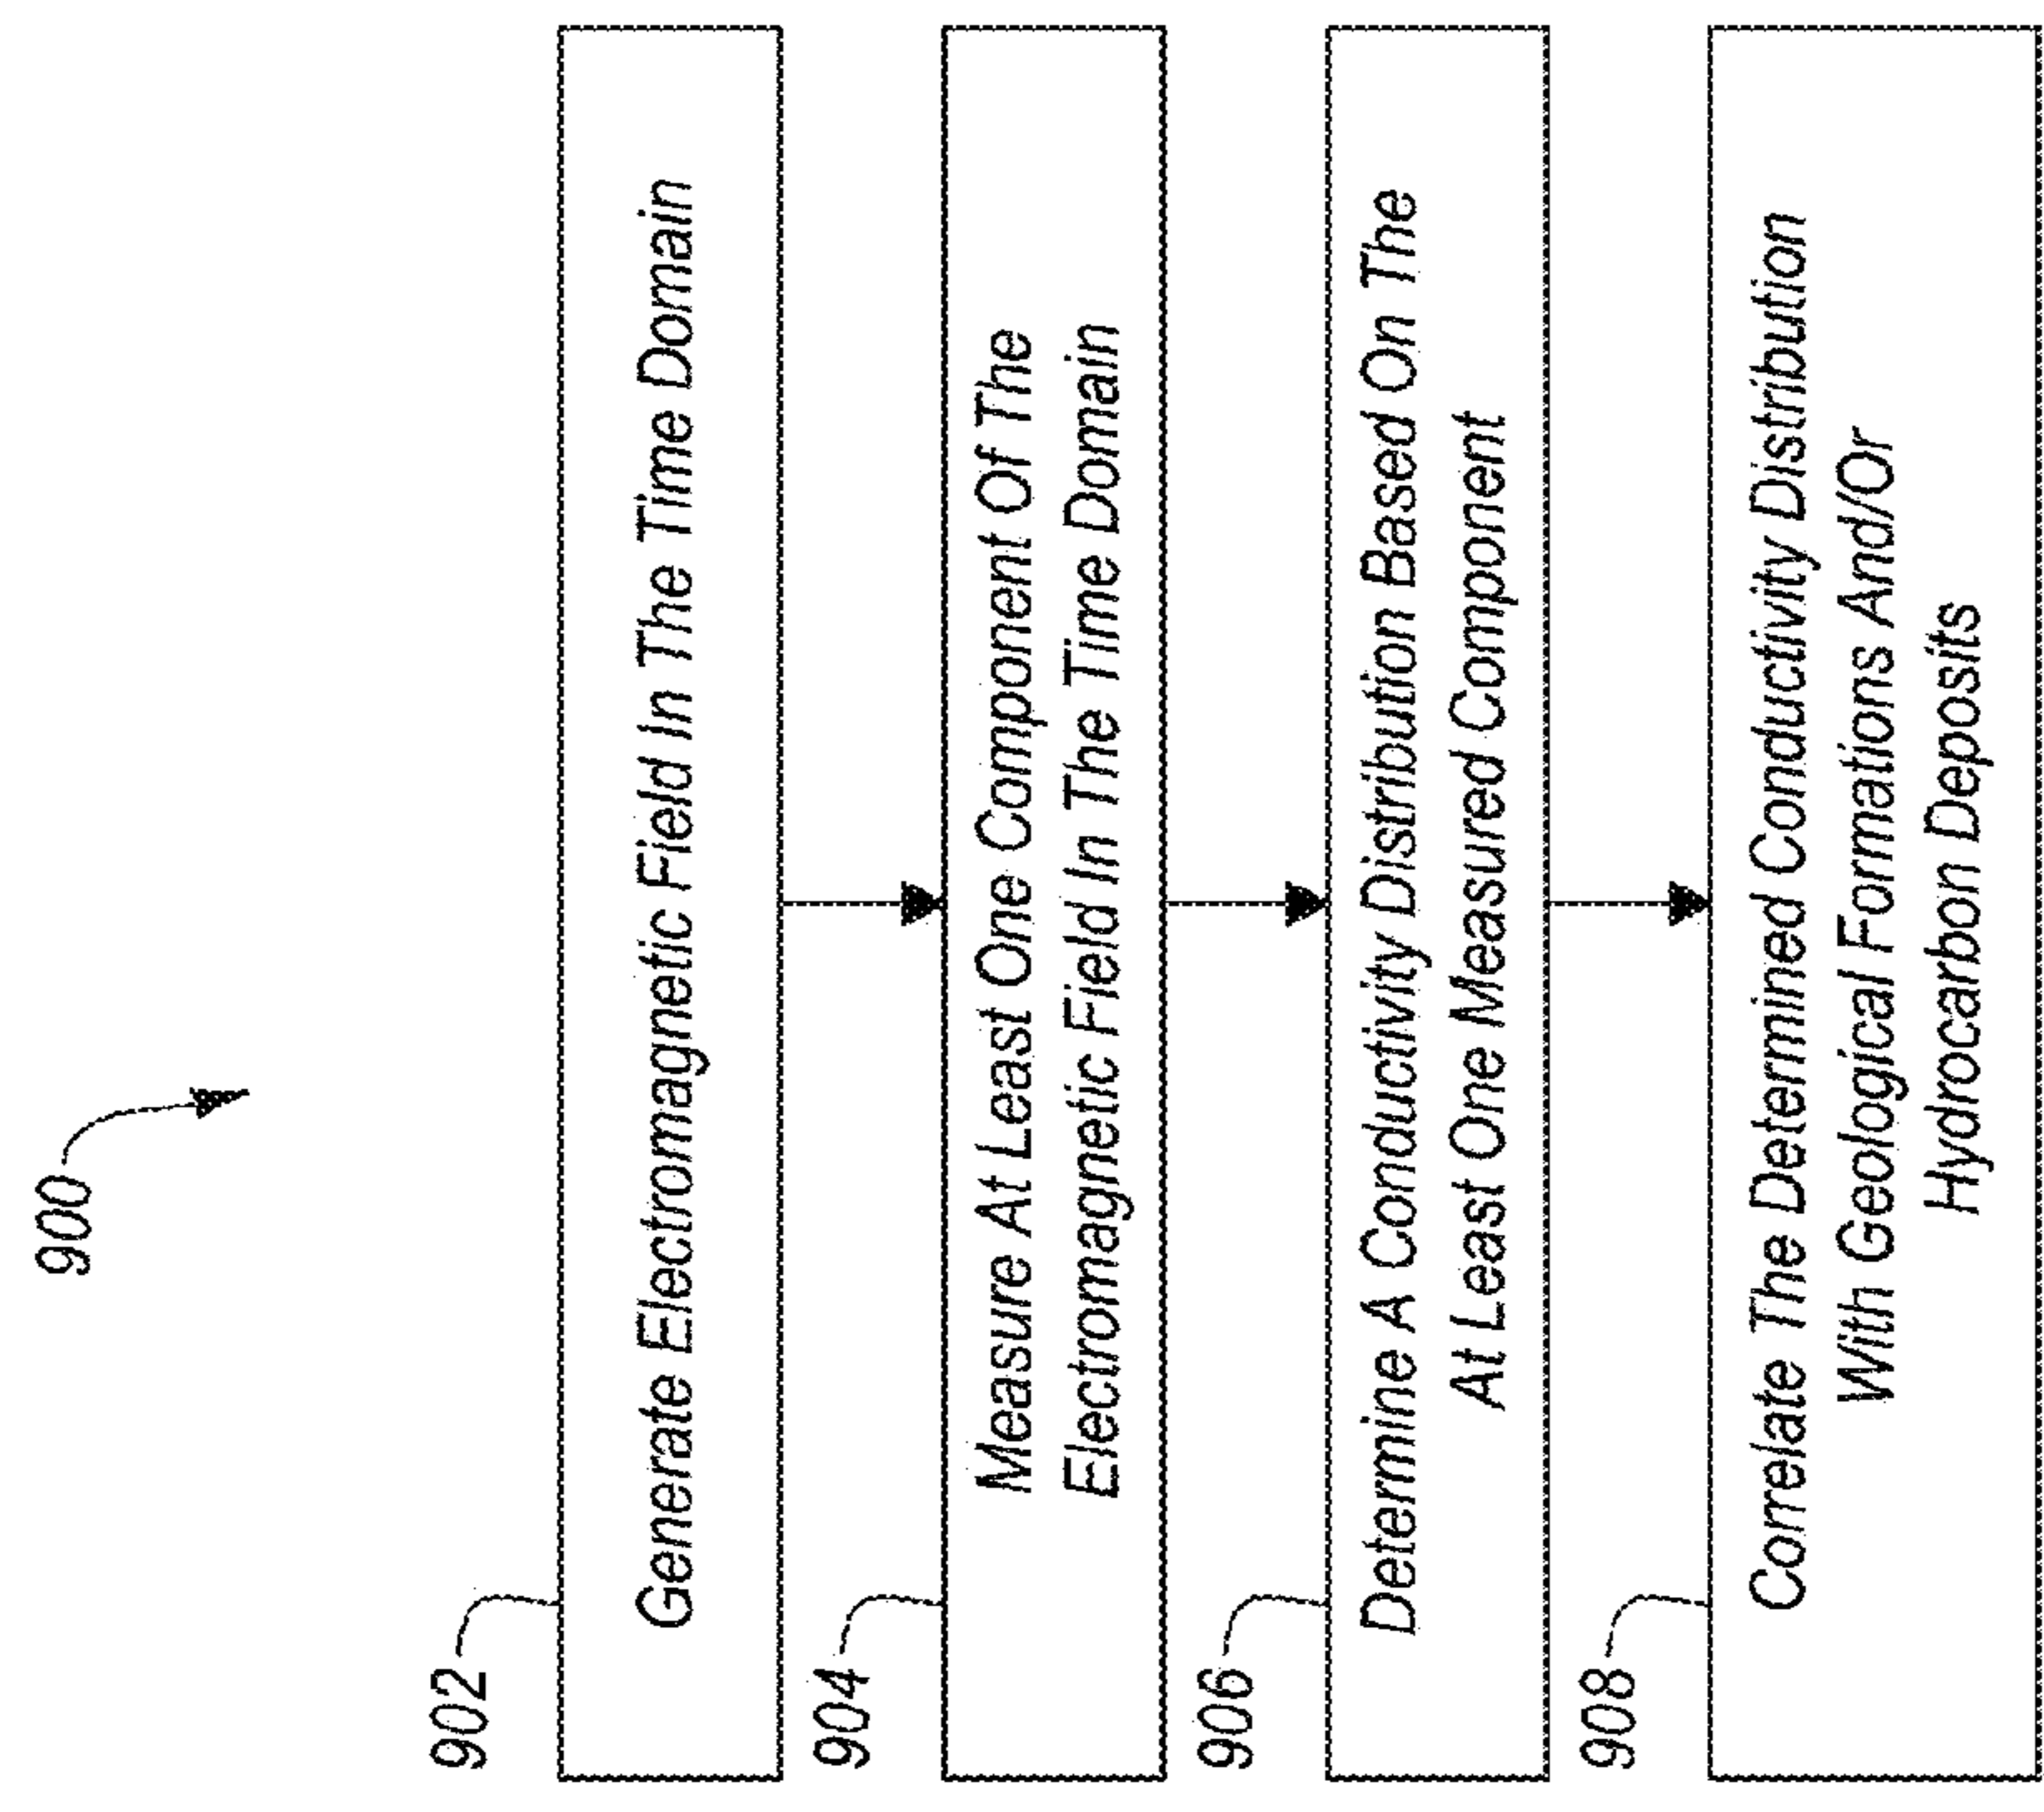 900
902
Generate Electromagnetic Field In The Time Domain
904
Measure At Least One Component Of The
Electromagnetic Field In The Time Domain
906
Determine A Conductivity Distribution Based On The
At Least One Measured Component
908
Correlate The Determined Conductivity Distribution
With Geological Formations And/Or
Hydrocarbon Deposits